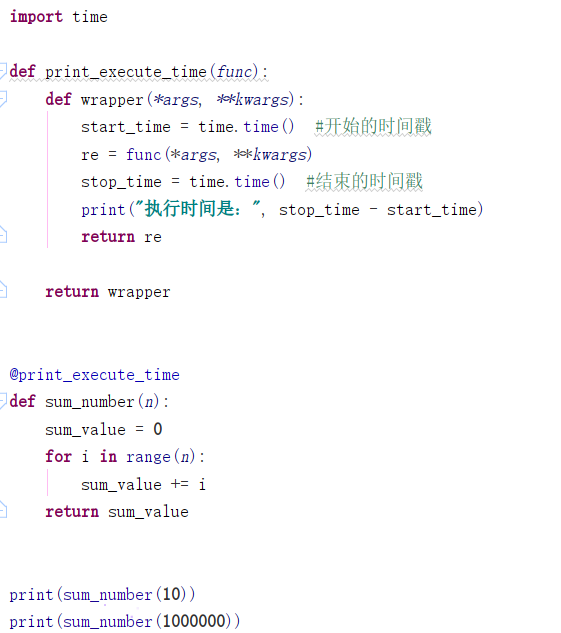 import time
def print_execute_time(func):
    def wrapper(*args, **kwargs):
        start_time = time.time()  #开始的时间戳
        re = func(*args, **kwargs)
        stop_time = time.time()  #结束的时间戳
        print("执行时间是：", stop_time - start_time)
        return re
    return wrapper
@print_execute_time
def sum_number(n):
    sum_value = 0
    for i in range(n):
        sum_value += i
    return sum_value
print(sum_number(10))
print(sum_number(1000000))